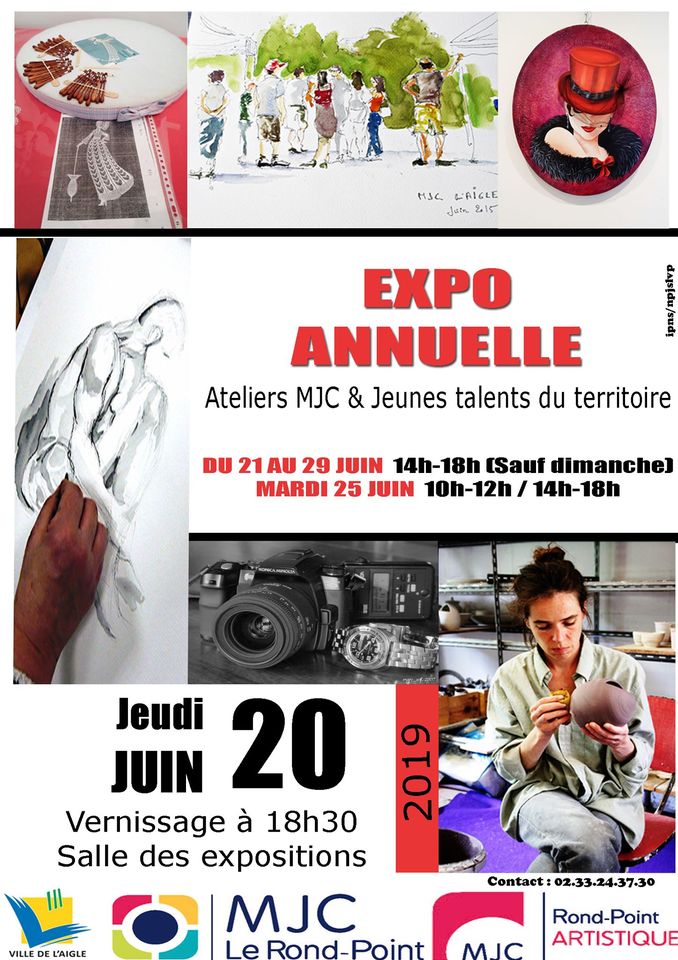 MJC L'AIGLE
Juin 2015
EXPO
ANNUELLE
ipns/npjslvp
Ateliers MJC & Jeunes talents du territoire
DU 21 AU 29 JUIN 14h-18h (Sauf dimanche)
MARDI 25 JUIN 10h-12h / 14h-18h
KONICA MINOLTA
Jeudi
JUIN 20
2019
Vernissage à 18h30
Salle des expositions
Contact : 02.33.24.37.30
VILLE DE L'AIGLE
MJC
Le Rond-Point
MJC
Rond-Point
ARTISTIQUE